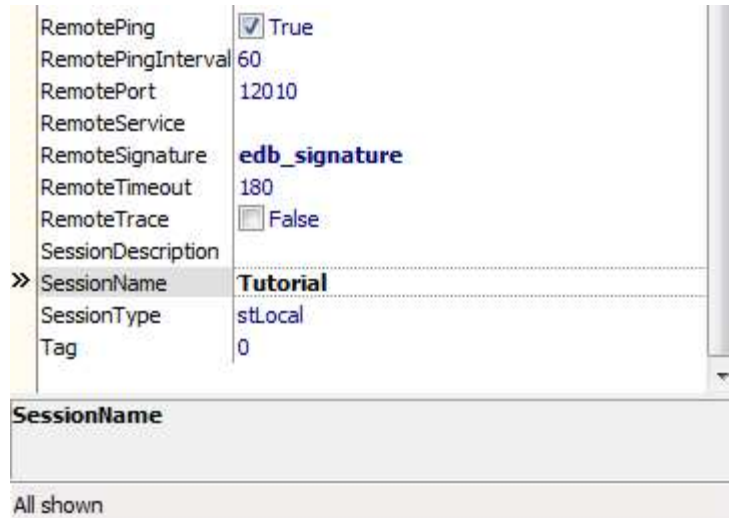 RemotePing True
RemotePingInterval 60
RemotePort 12010
RemoteService
RemoteSignature edb_signature
RemoteTimeout 180
RemoteTrace False
SessionDescription
» SessionName Tutorial
SessionType stLocal
Tag 0
SessionName
All shown